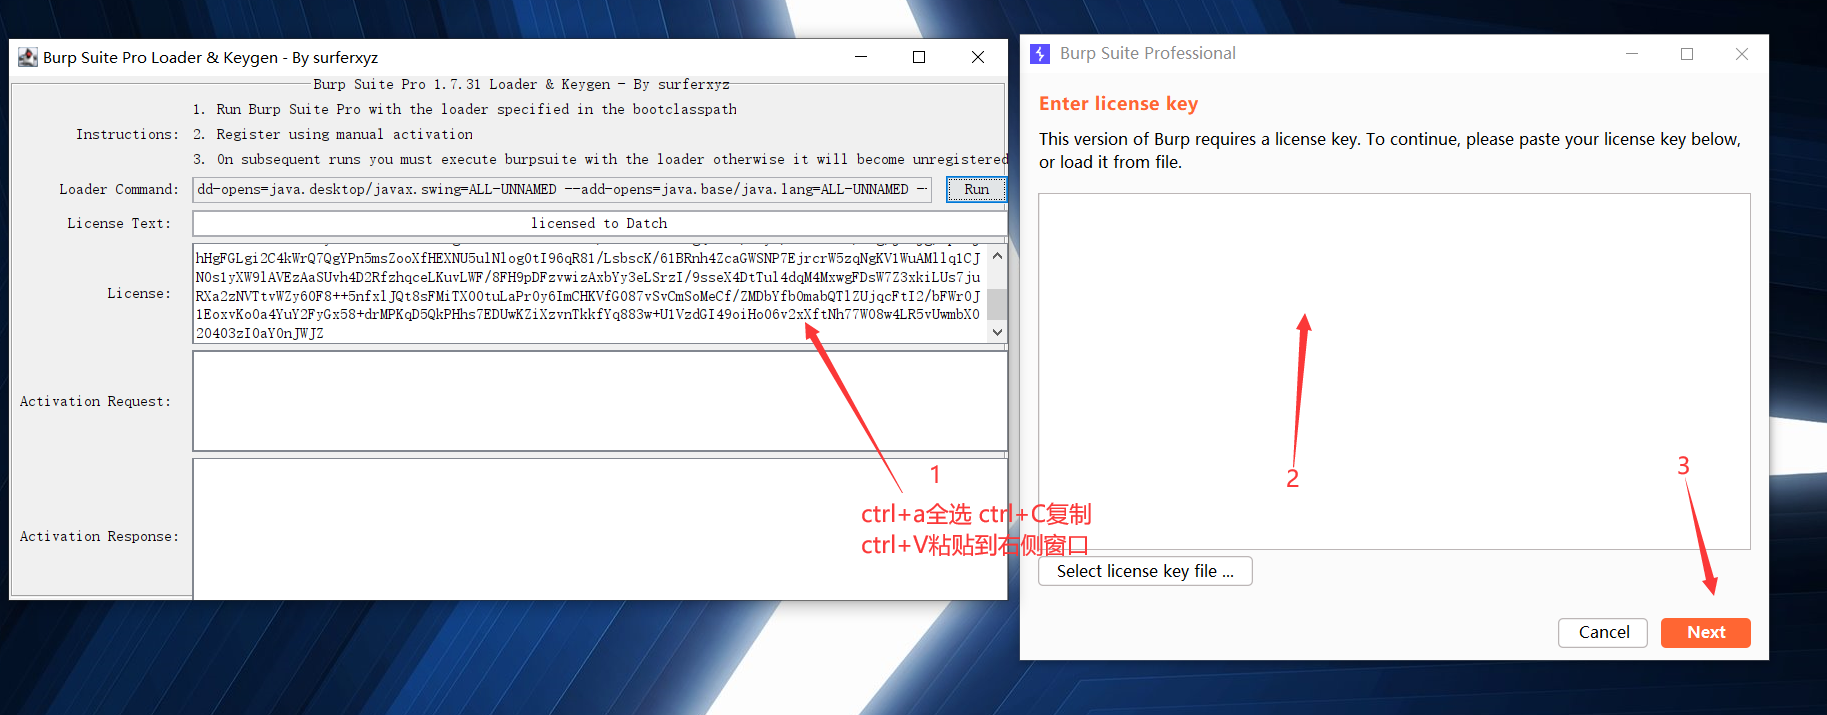 Burp Suite Pro Loader & Keygen - By surferxyz
Burp Suite Pro 1.7.31 Loader & Keygen - By surferxyz
Instructions:
1. Run Burp Suite Pro with the loader specified in the bootclasspath
2. Register using manual activation
3. On subsequent runs you must execute burpsuite with the loader otherwise it will become unregistered
Loader Command: dd-opens=java.desktop/javax.swing=ALL-UNNAMED --add-opens=java.base/java.lang=ALL-UNNAMED -
Run
License Text: licensed to Datch
License:
hHgFGLgi2C4kWrQ7QgYPn5msZooXfHEXNU5ulNlog0tI96qR81/LsbscK/61BRnh4ZcaGWSNP7EjrcrW5zqNgKV1WuAMllq1CJ
N0slyXW9lAVEzAaSUvh4D2RfzhqceLKuvLWF/8FH9pDFzvwizAxbYy3eLSrzI/9sseX4DtTul4dqM4MxwgFDsW7Z3xkiLUs7ju
RXa2zNVTtvWZy60F8++5nfxlJQt8sFMiTX00tuLaPr0y6ImCHKVfG087vSvCmSoMeCf/ZMDbYfb0mabQTlZUjqcFtI2/bFWr0J
1EoxvKo0a4YuY2FyGx58+drMPKqD5QkPHhs7EDUwKZiXzvnTkkfYq883w+U1VzdGI49oiHo06v2xXftNh77W08w4LR5vUwmbX0
20403zI0aY0nJWJZ
Activation Request:
Activation Response:
1
ctrl+a全选 ctrl+C复制
ctrl+V粘贴到右侧窗口
Burp Suite Professional
Enter license key
This version of Burp requires a license key. To continue, please paste your license key below,
or load it from file.
2
3
Select license key file ...
Cancel
Next